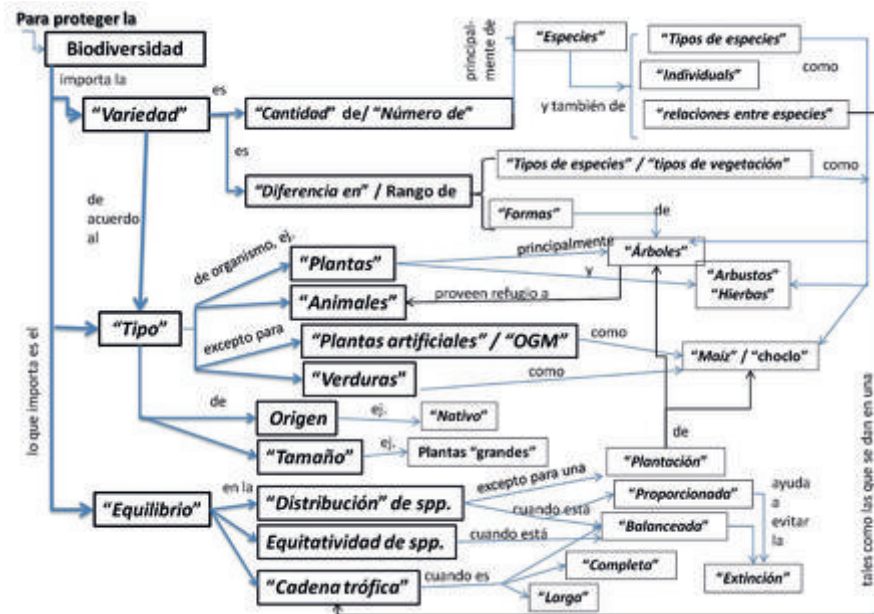 Para proteger la
Biodiversidad
importa la
"Variedad"
es
"Cantidad" de/ "Número de"
principal-
mente de
"Especies"
y también de
"Tipos de especies"
"Individuals"
"relaciones entre especies"
como
es
"Diferencia en" / Rango de
"Tipos de especies" / "tipos de vegetación"
como
"Formas"
de
"Árboles"
de
acuerdo
al
"Tipo"
de organismo, ej.
"Plantas"
principalmente
y
"Arbustos"
"Hierbas"
"Animales"
proveen refugio a
excepto para
"Plantas artificiales" / "OGM"
como
"Maíz" / "choclo"
"Verduras"
como
de
Origen
ej.
"Nativo"
"Tamaño"
ej.
Plantas "grandes"
de
"Plantación"
lo que importa es el
"Equilibrio"
en la
"Distribución" de spp.
excepto para una
cuando está
"Proporcionada"
ayuda
a
evitar
la
Equitatividad de spp.
cuando está
"Balanceada"
"Cadena trófica"
cuando es
"Completa"
"Larga"
"Extinción"
tales como las que se dan en una